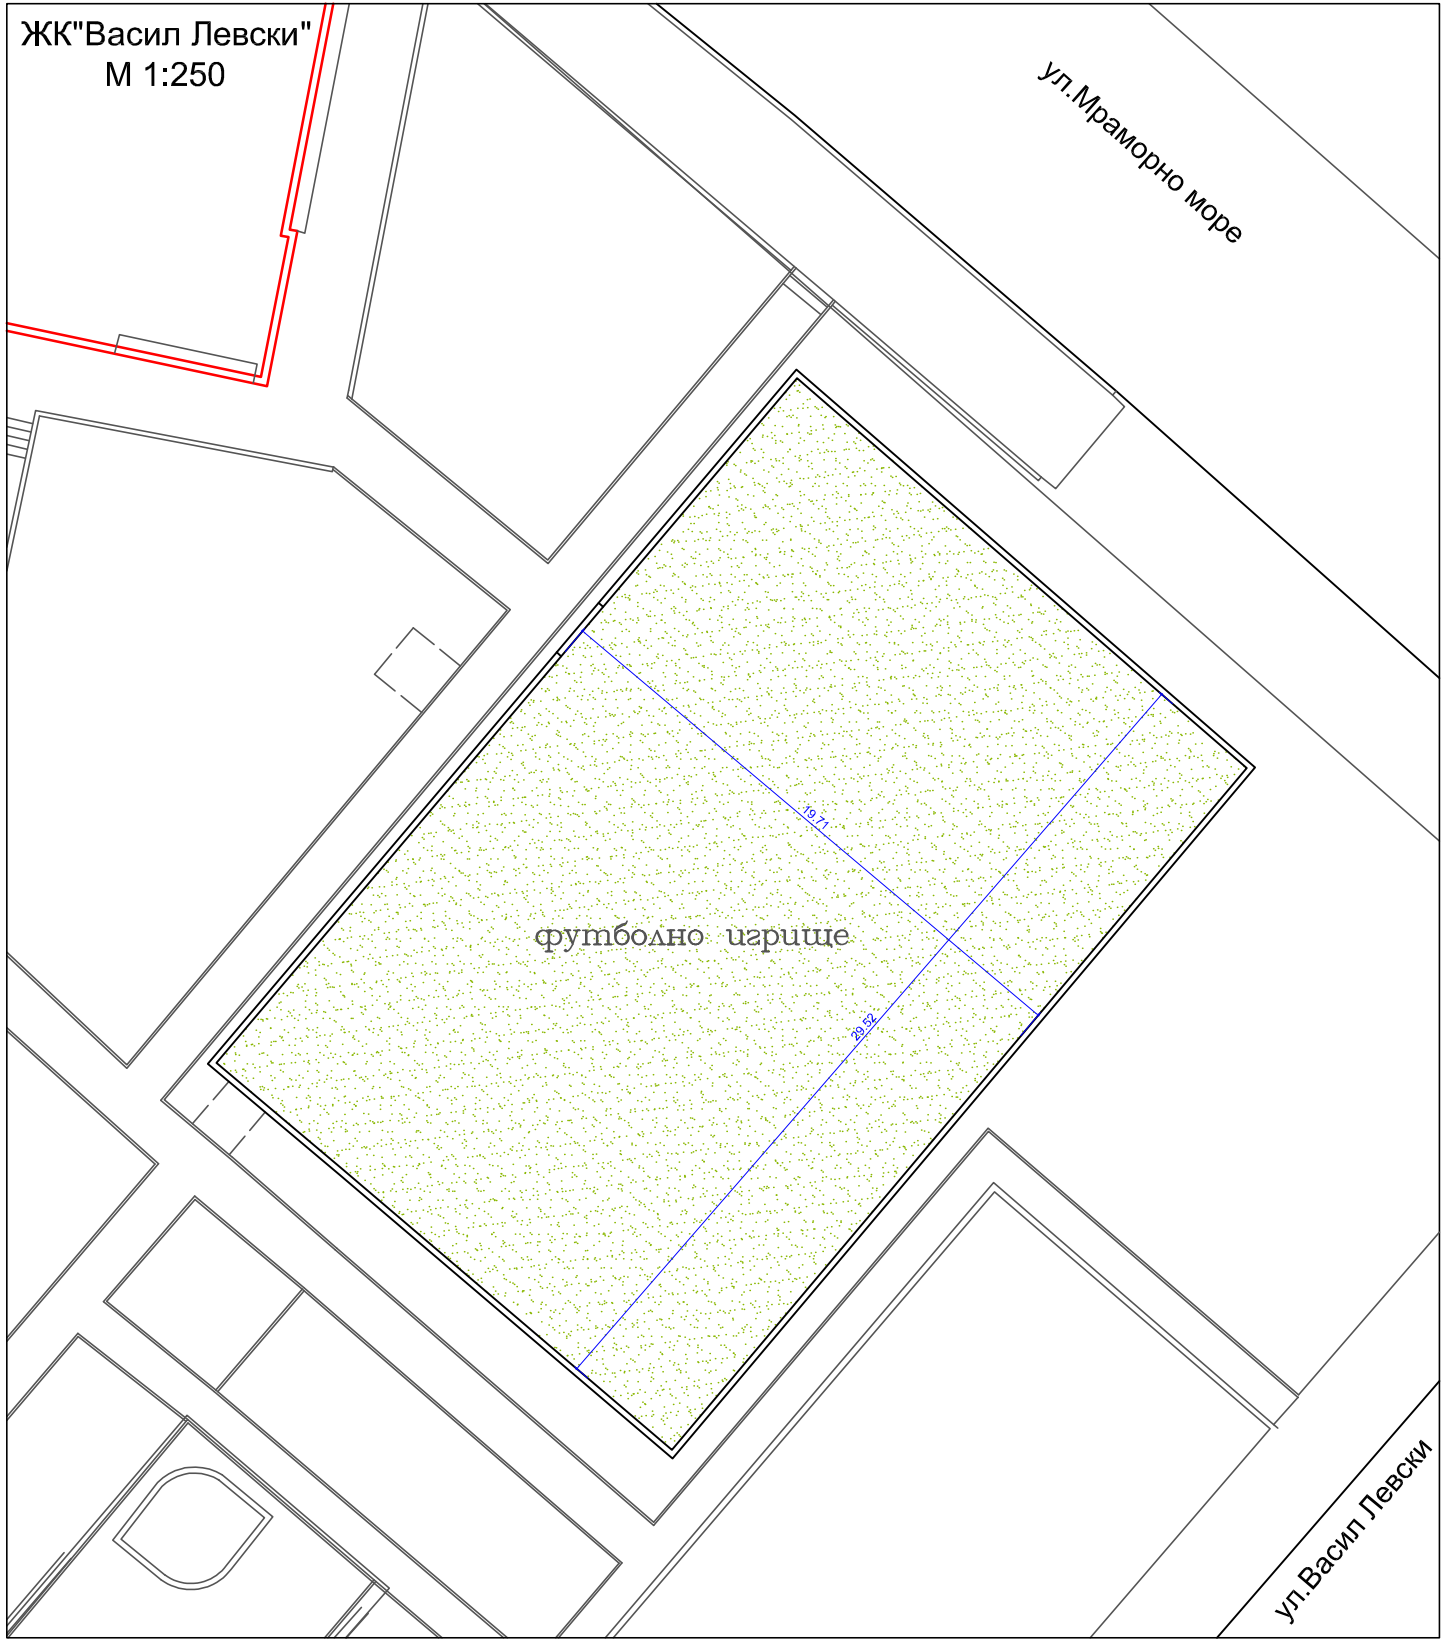 ЖК"Васил Левски"
М 1:250
ул.Мраморно море
19.71
футболно игрище
29.52
ул.Васил Левски